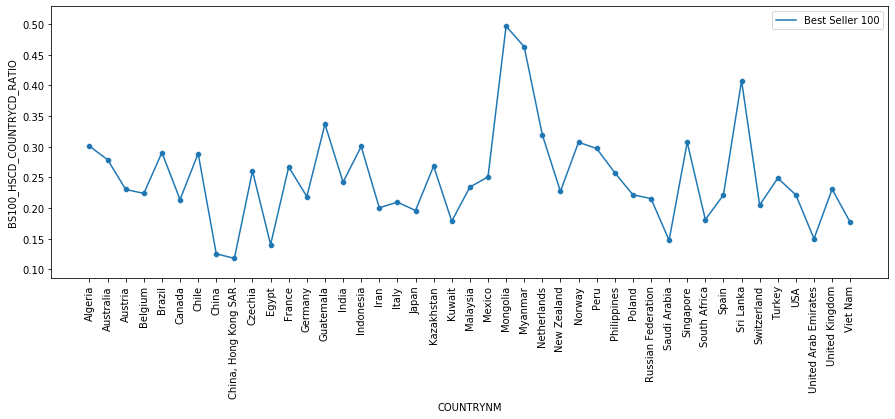 Best Seller 100
BS100_HSCD_COUNTRYCD_RATIO
0.50
0.45
0.40
0.35
0.30
0.25
0.20
0.15
0.10
Algeria
Australia
Austria
Belgium
Brazil
Canada
Chile
China
China, Hong Kong SAR
Czechia
Egypt
France
Germany
Guatemala
India
Indonesia
Iran
Italy
Japan
Kazakhstan
Kuwait
Malaysia
Mexico
Mongolia
Myanmar
Netherlands
New Zealand
Norway
Peru
Philippines
Poland
Russian Federation
Saudi Arabia
Singapore
South Africa
Spain
Sri Lanka
Switzerland
Turkey
USA
United Arab Emirates
United Kingdom
Viet Nam
COUNTRYNM